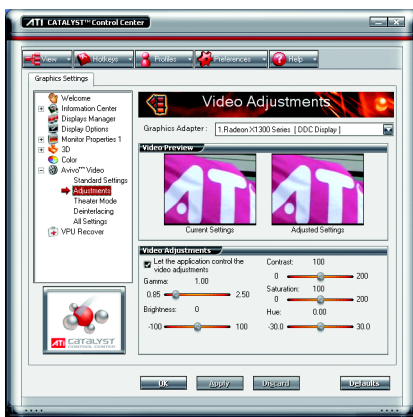 ATI CATALYST™ Control Center
View
Hotkeys
Profiles
Preferences
Help
Graphics Settings
Welcome
Information Center
Displays Manager
Display Options
Monitor Properties 1
3D
Color
Avivo™ Video
Standard Settings
Adjustments
Theater Mode
Deinterlacing
All Settings
VPU Recover
ATI CATALYST
CONTROL CENTER
Video Adjustments
Graphics Adapter : 1.Radeon X1300 Series [ DDC Display ]
Video Preview
ATI
ATI
Current Settings
Adjusted Settings
Video Adjustments
Let the application control the
video adjustments
Gamma: 1.00
0.85 2.50
Brightness: 0
-100 100
Contrast: 100
0 200
Saturation: 100
0 200
Hue: 0.00
-30.0 30.0
OK
Apply
Discard
Defaults